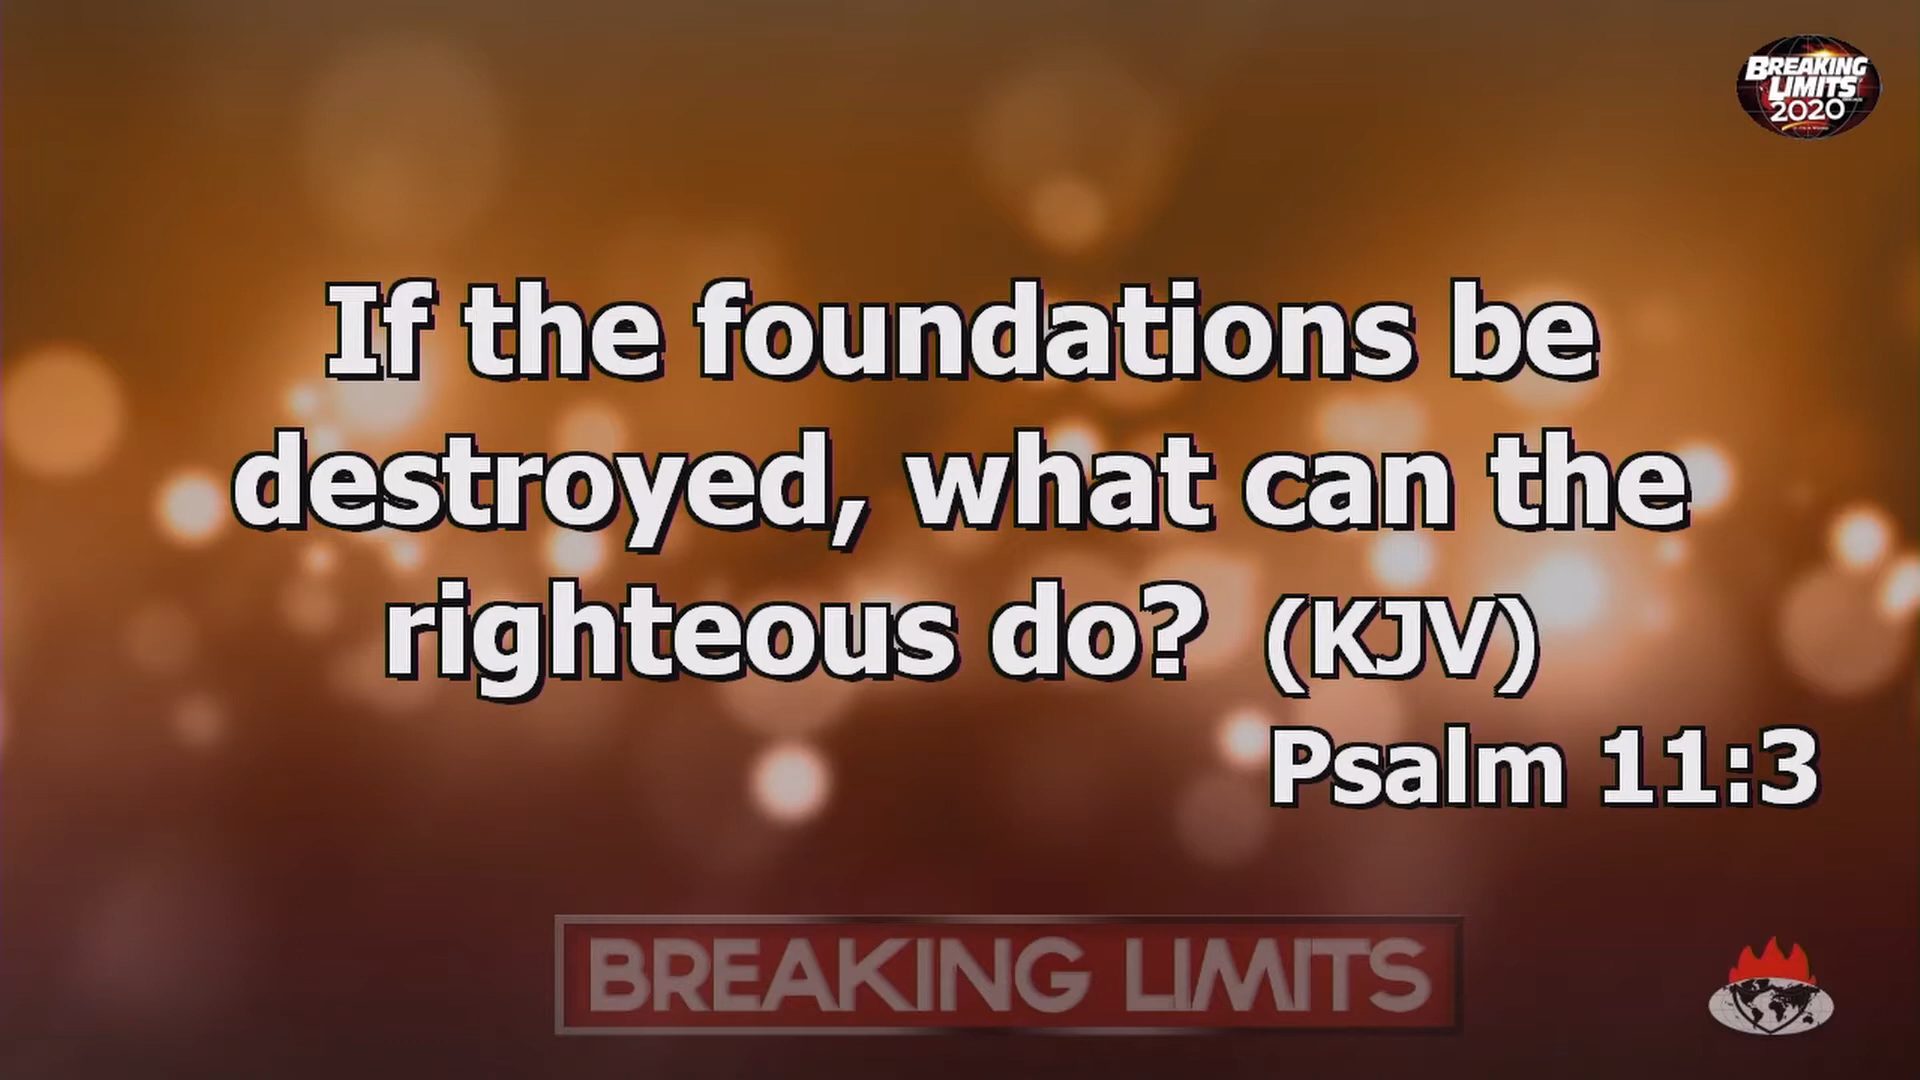 BREAKING
LIMITS
2020
If the foundations be
destroyed, what can the
righteous do? (KJV)
Psalm 11:3
BREAKING LIMITS